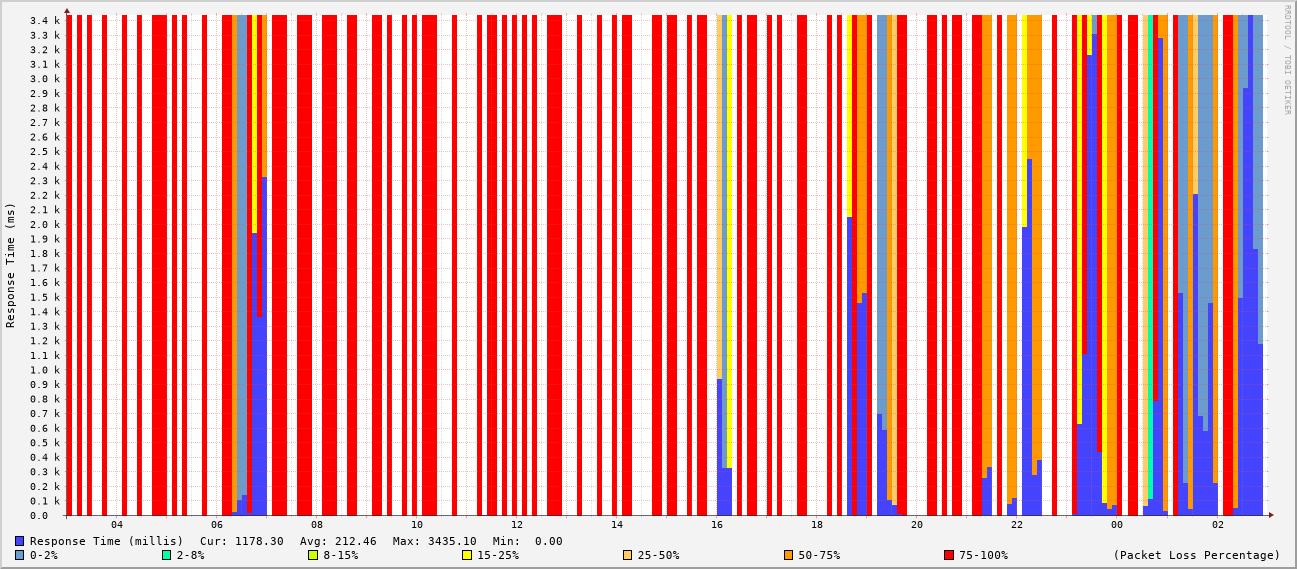 RRDTOOL / TOBI OETIKER
Response Time (ms)
3.4 k
3.3 k
3.2 k
3.1 k
3.0 k
2.9 k
2.8 k
2.7 k
2.6 k
2.5 k
2.4 k
2.3 k
2.2 k
2.1 k
2.0 k
1.9 k
1.8 k
1.7 k
1.6 k
1.5 k
1.4 k
1.3 k
1.2 k
1.1 k
1.0 k
0.9 k
0.8 k
0.7 k
0.6 k
0.5 k
0.4 k
0.3 k
0.2 k
0.1 k
0.0
04 06 08 10 12 14 16 18 20 22 00 02
Response Time (millis) Cur: 1178.30 Avg: 212.46 Max: 3435.10 Min: 0.00
0-2% 2-8% 8-15% 15-25% 25-50% 50-75% 75-100% (Packet Loss Percentage)